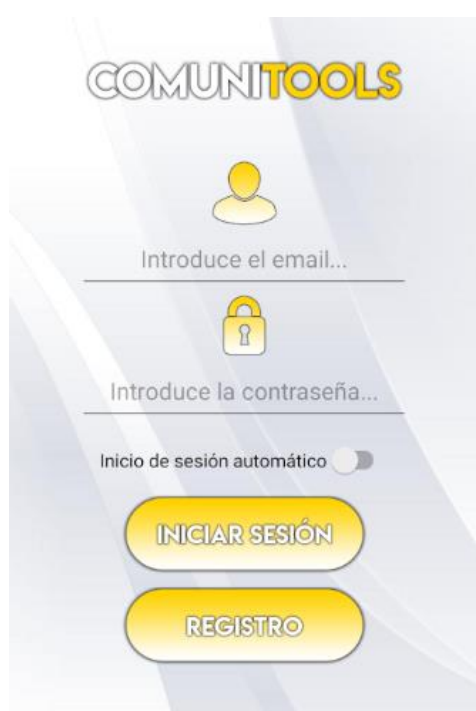 COMUNITOOLS
Introduce el email...
Introduce la contraseña...
Inicio de sesión automático
INICIAR SESIÓN
REGISTRO